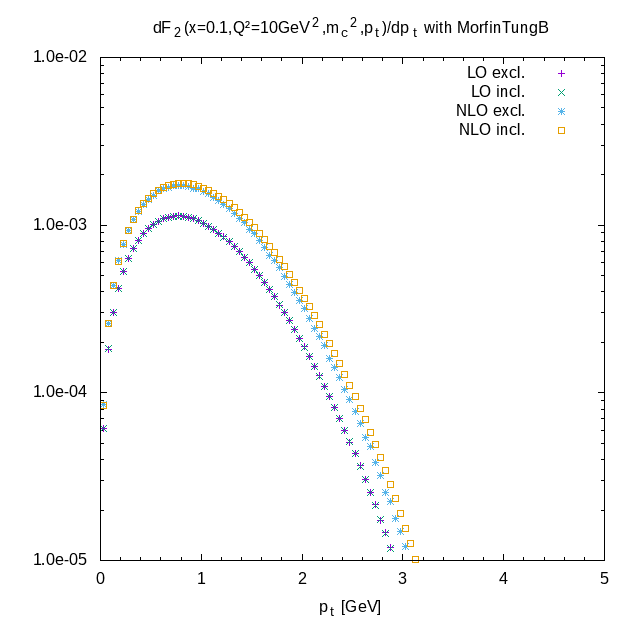 dF₂(x=0.1,Q²=10GeV²,m_c²,p_t)/dp_t with MorfinTungB
1.0e-02
LO excl.
LO incl.
NLO excl.
NLO incl.
1.0e-03
1.0e-04
1.0e-05
0 1 2 3 4 5
p_t [GeV]